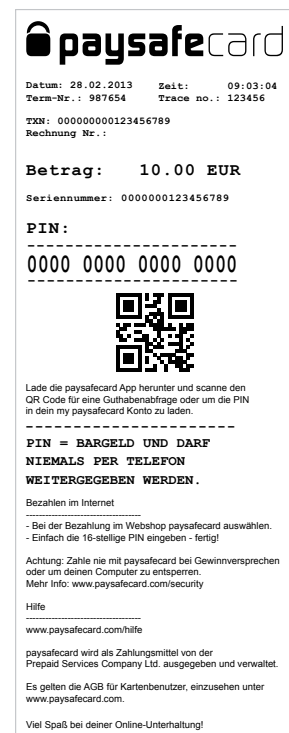 paysafecard
Datum: 28.02.2013 Zeit: 09:03:04
Term-Nr.: 987654 Trace no.: 123456
TXN: 000000000123456789
Rechnung Nr.:
Betrag: 10.00 EUR
Seriennummer: 0000000123456789
PIN:
---------------------
0000 0000 0000 0000
---------------------
Lade die paysafecard App herunter und scanne den
QR Code für eine Guthabenabfrage oder um die PIN
in dein my paysafecard Konto zu laden.
---------------------
PIN = BARGELD UND DARF
NIEMALS PER TELEFON
WEITERGEGEBEN WERDEN.
Bezahlen im Internet
------------------------------------
- Bei der Bezahlung im Webshop paysafecard auswählen.
- Einfach die 16-stellige PIN eingeben - fertig!
Achtung: Zahle nie mit paysafecard bei Gewinnversprechen
oder um deinen Computer zu entsperren.
Mehr Info: www.paysafecard.com/security
Hilfe
------------------------------------
www.paysafecard.com/hilfe
paysafecard wird als Zahlungsmittel von der
Prepaid Services Company Ltd. ausgegeben und verwaltet.
Es gelten die AGB für Kartenbenutzer, einzusehen unter
www.paysafecard.com.
Viel Spaß bei deiner Online-Unterhaltung!